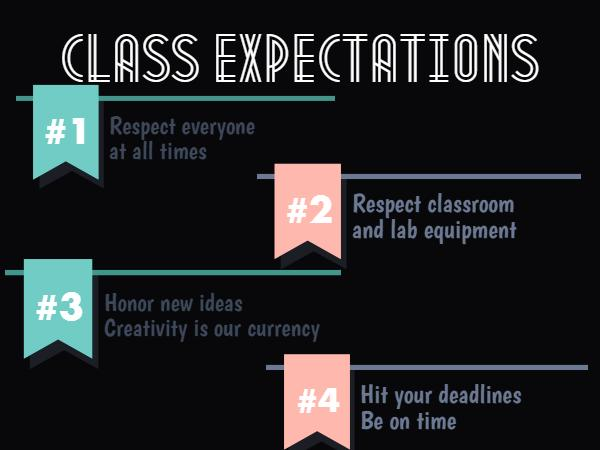 CLASS EXPECTATIONS
#1
Respect everyone
at all times
#2
Respect classroom
and lab equipment
#3
Honor new ideas
Creativity is our currency
#4
Hit your deadlines
Be on time